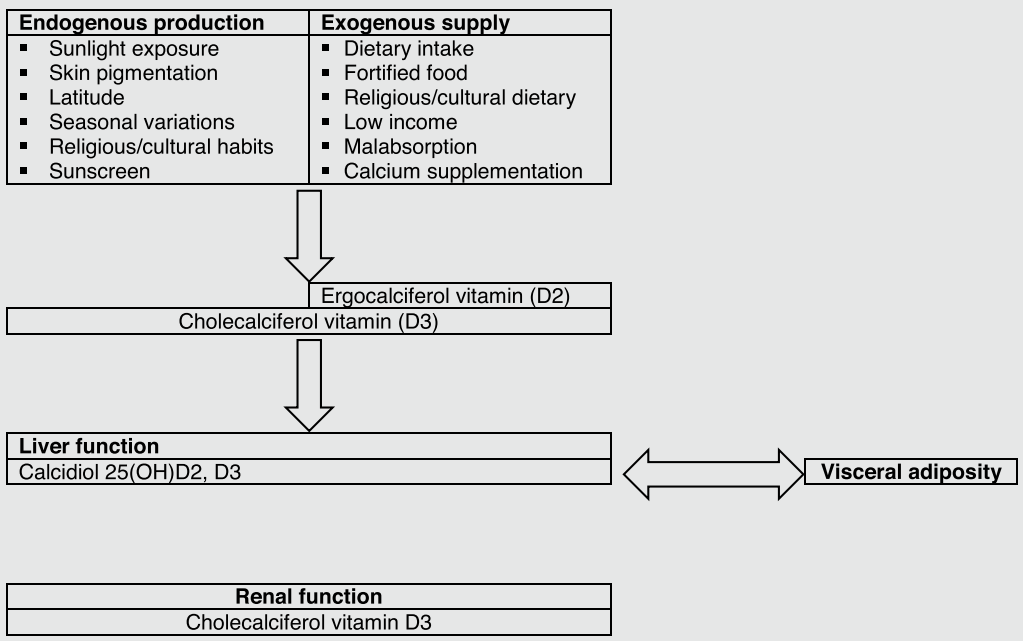 Endogenous production
▪ Sunlight exposure
▪ Skin pigmentation
▪ Latitude
▪ Seasonal variations
▪ Religious/cultural habits
▪ Sunscreen
Exogenous supply
▪ Dietary intake
▪ Fortified food
▪ Religious/cultural dietary
▪ Low income
▪ Malabsorption
▪ Calcium supplementation
Ergocalciferol vitamin (D2)
Cholecalciferol vitamin (D3)
Liver function
Calcidiol 25(OH)D2, D3
Visceral adiposity
Renal function
Cholecalciferol vitamin D3